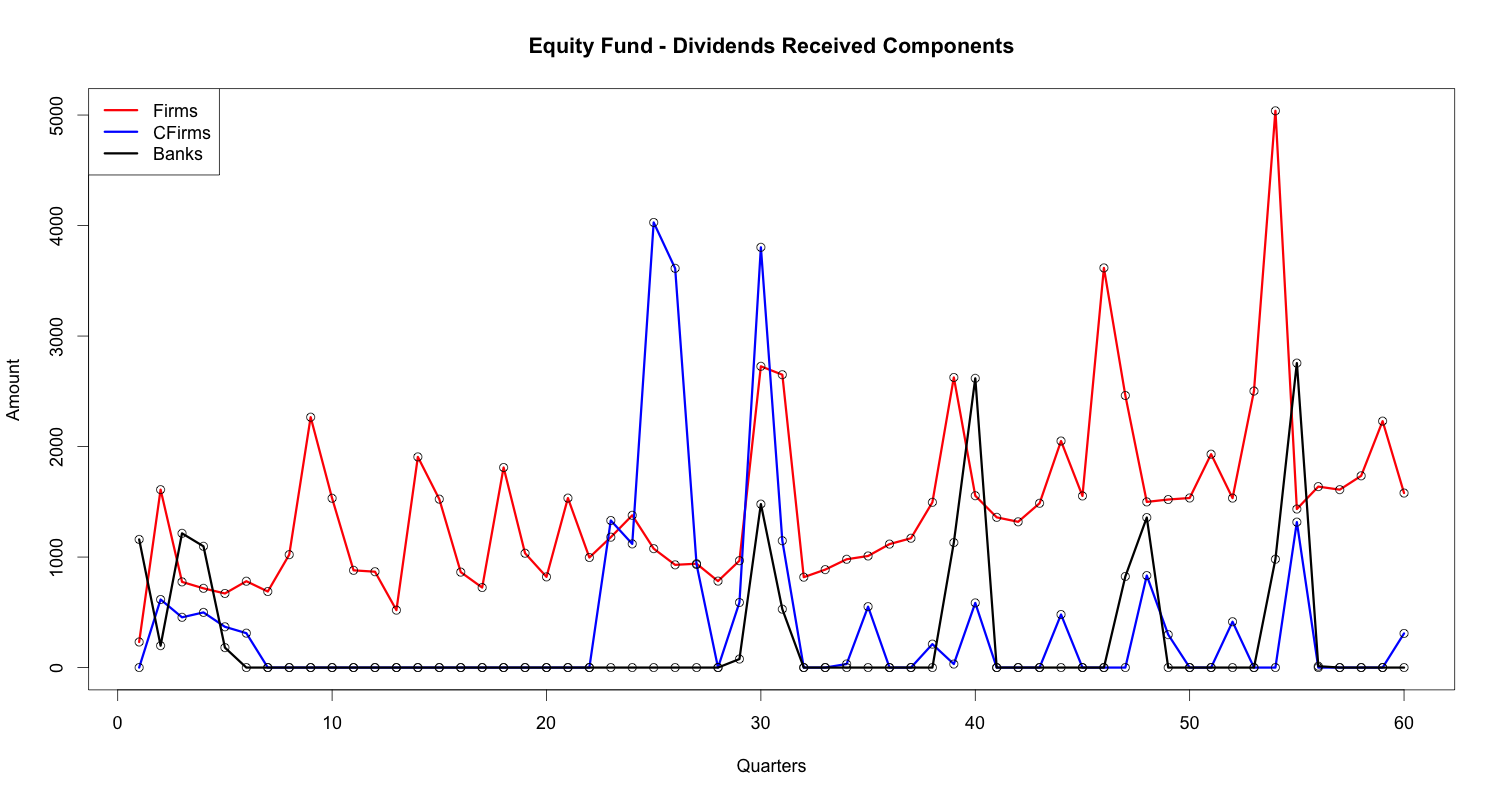 Equity Fund - Dividends Received Components
Firms
CFirms
Banks
5000
4000
3000
2000
1000
0
Amount
0 10 20 30 40 50 60
Quarters